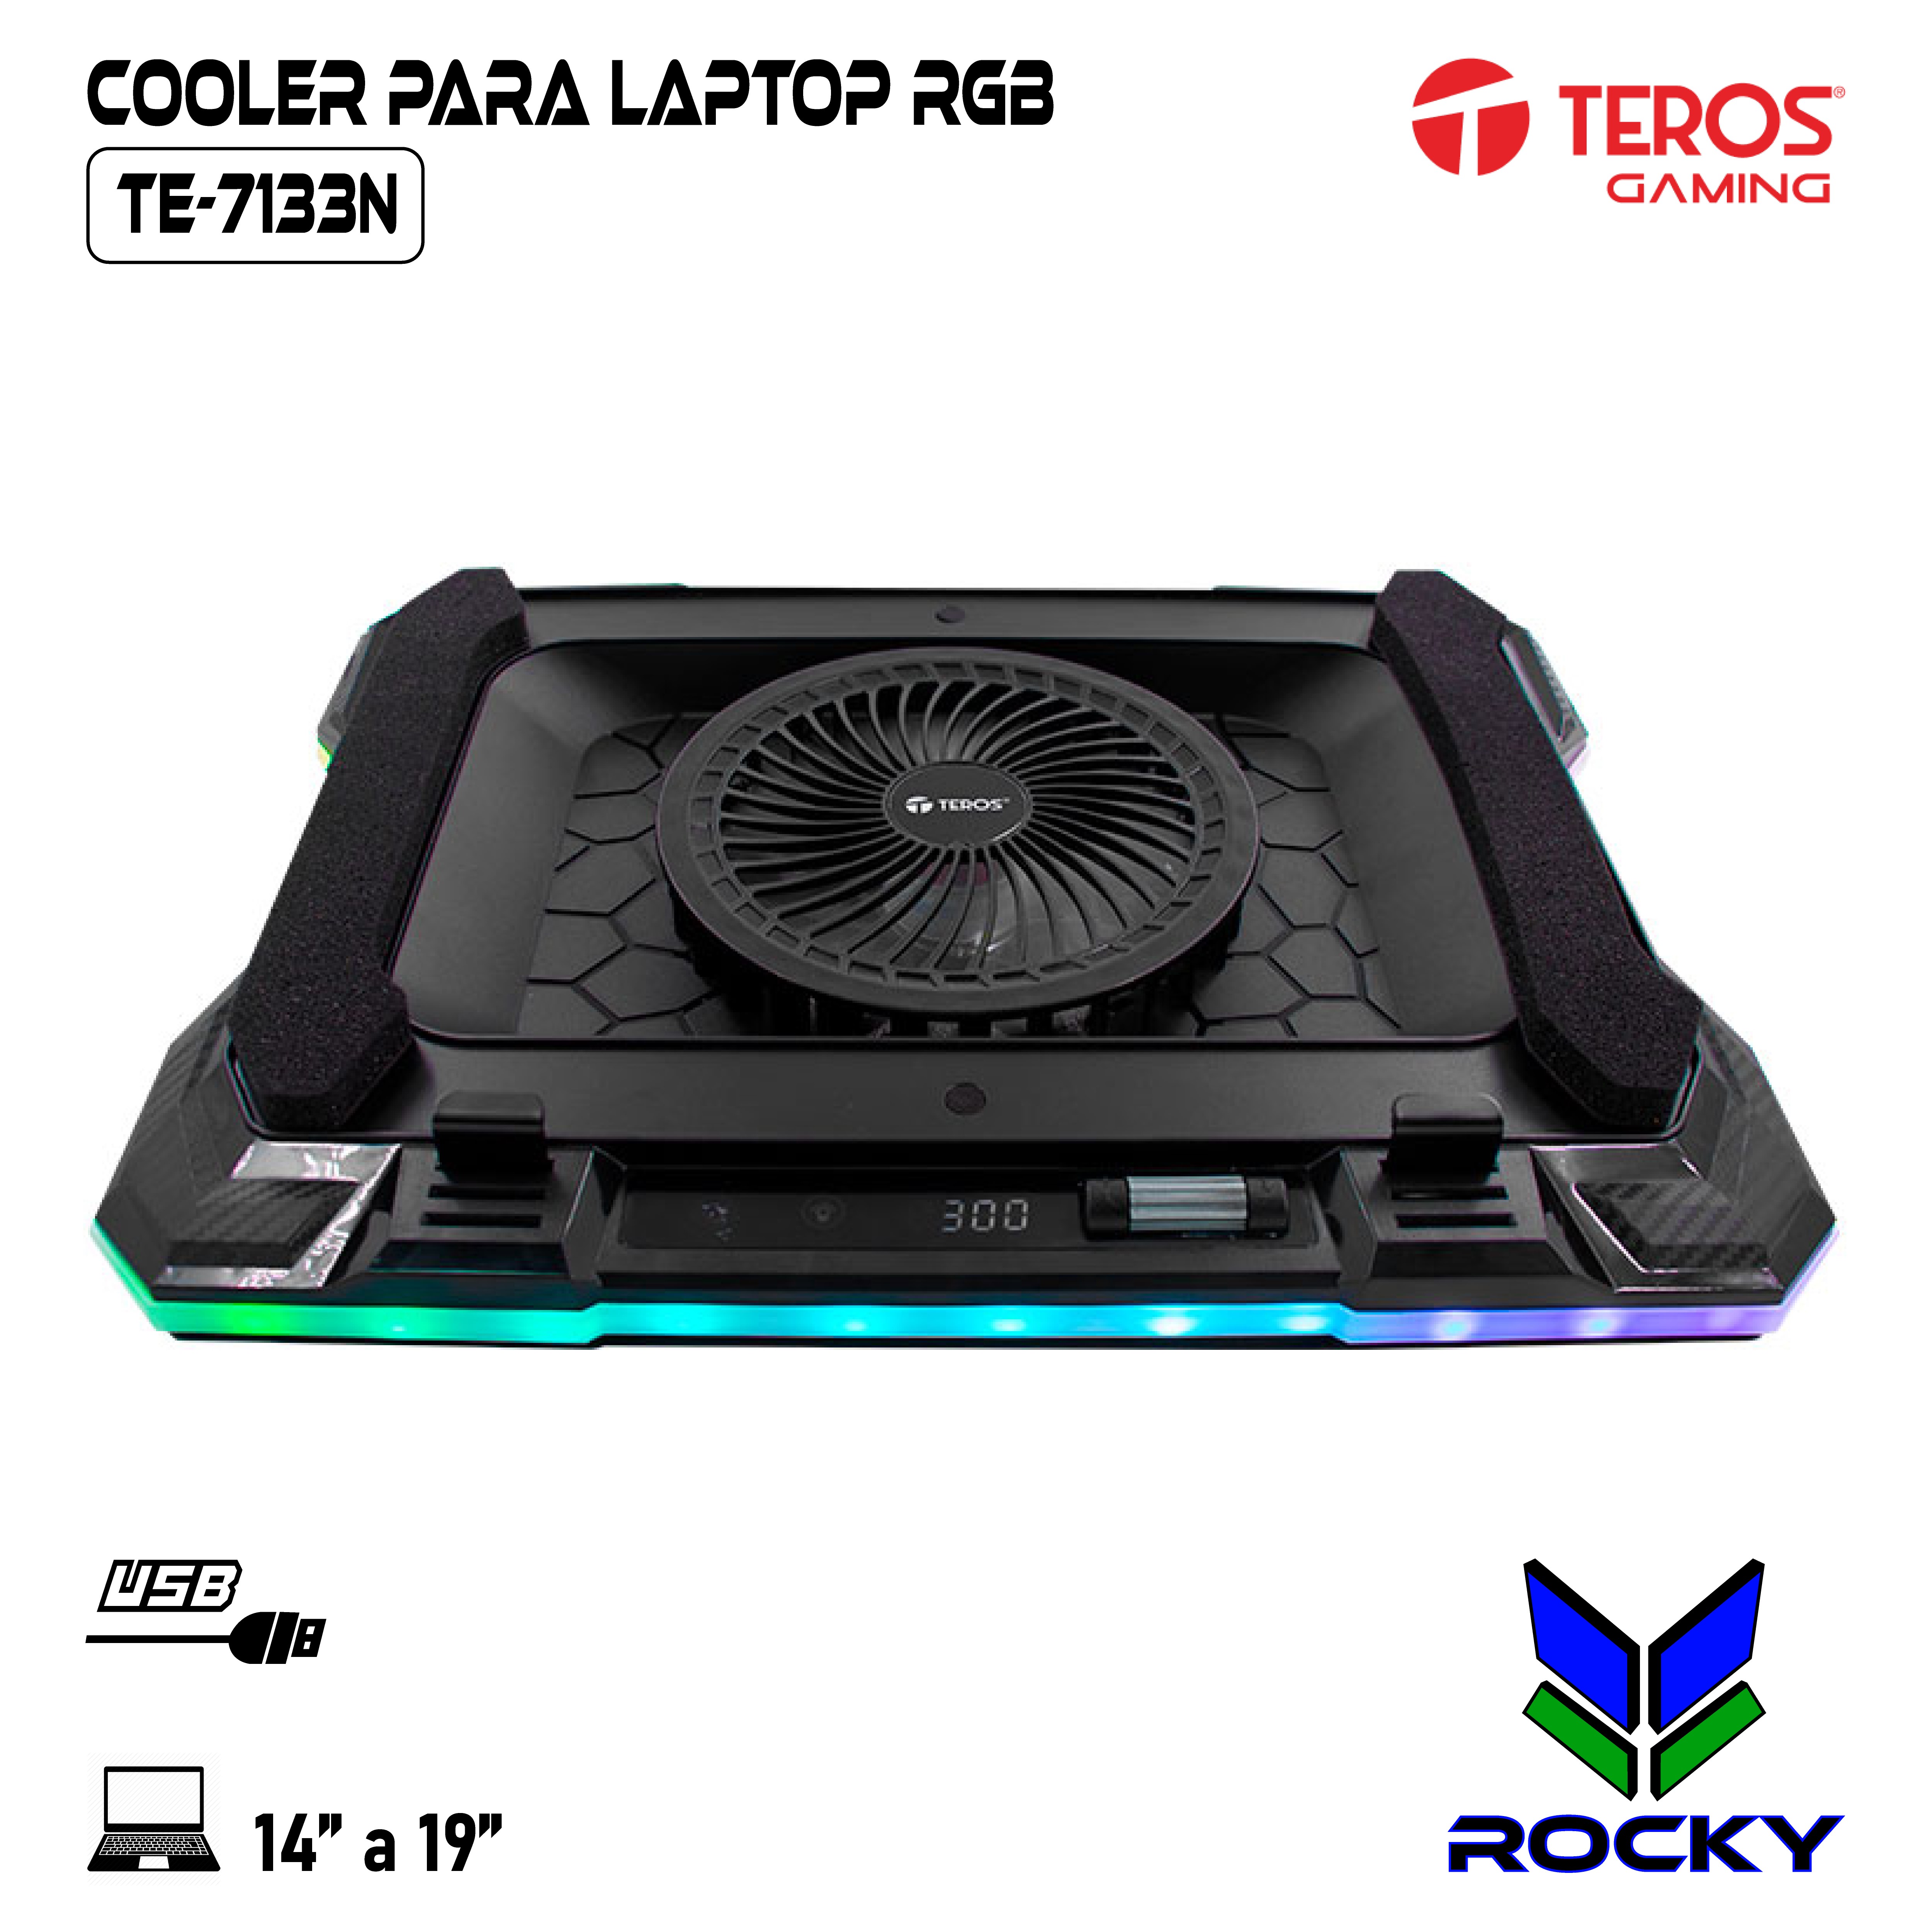 COOLER PARA LAPTOP RGB
TE-7133N
TEROS®
GAMING
TEROS
300
USB
14" a 19"
ROCKY